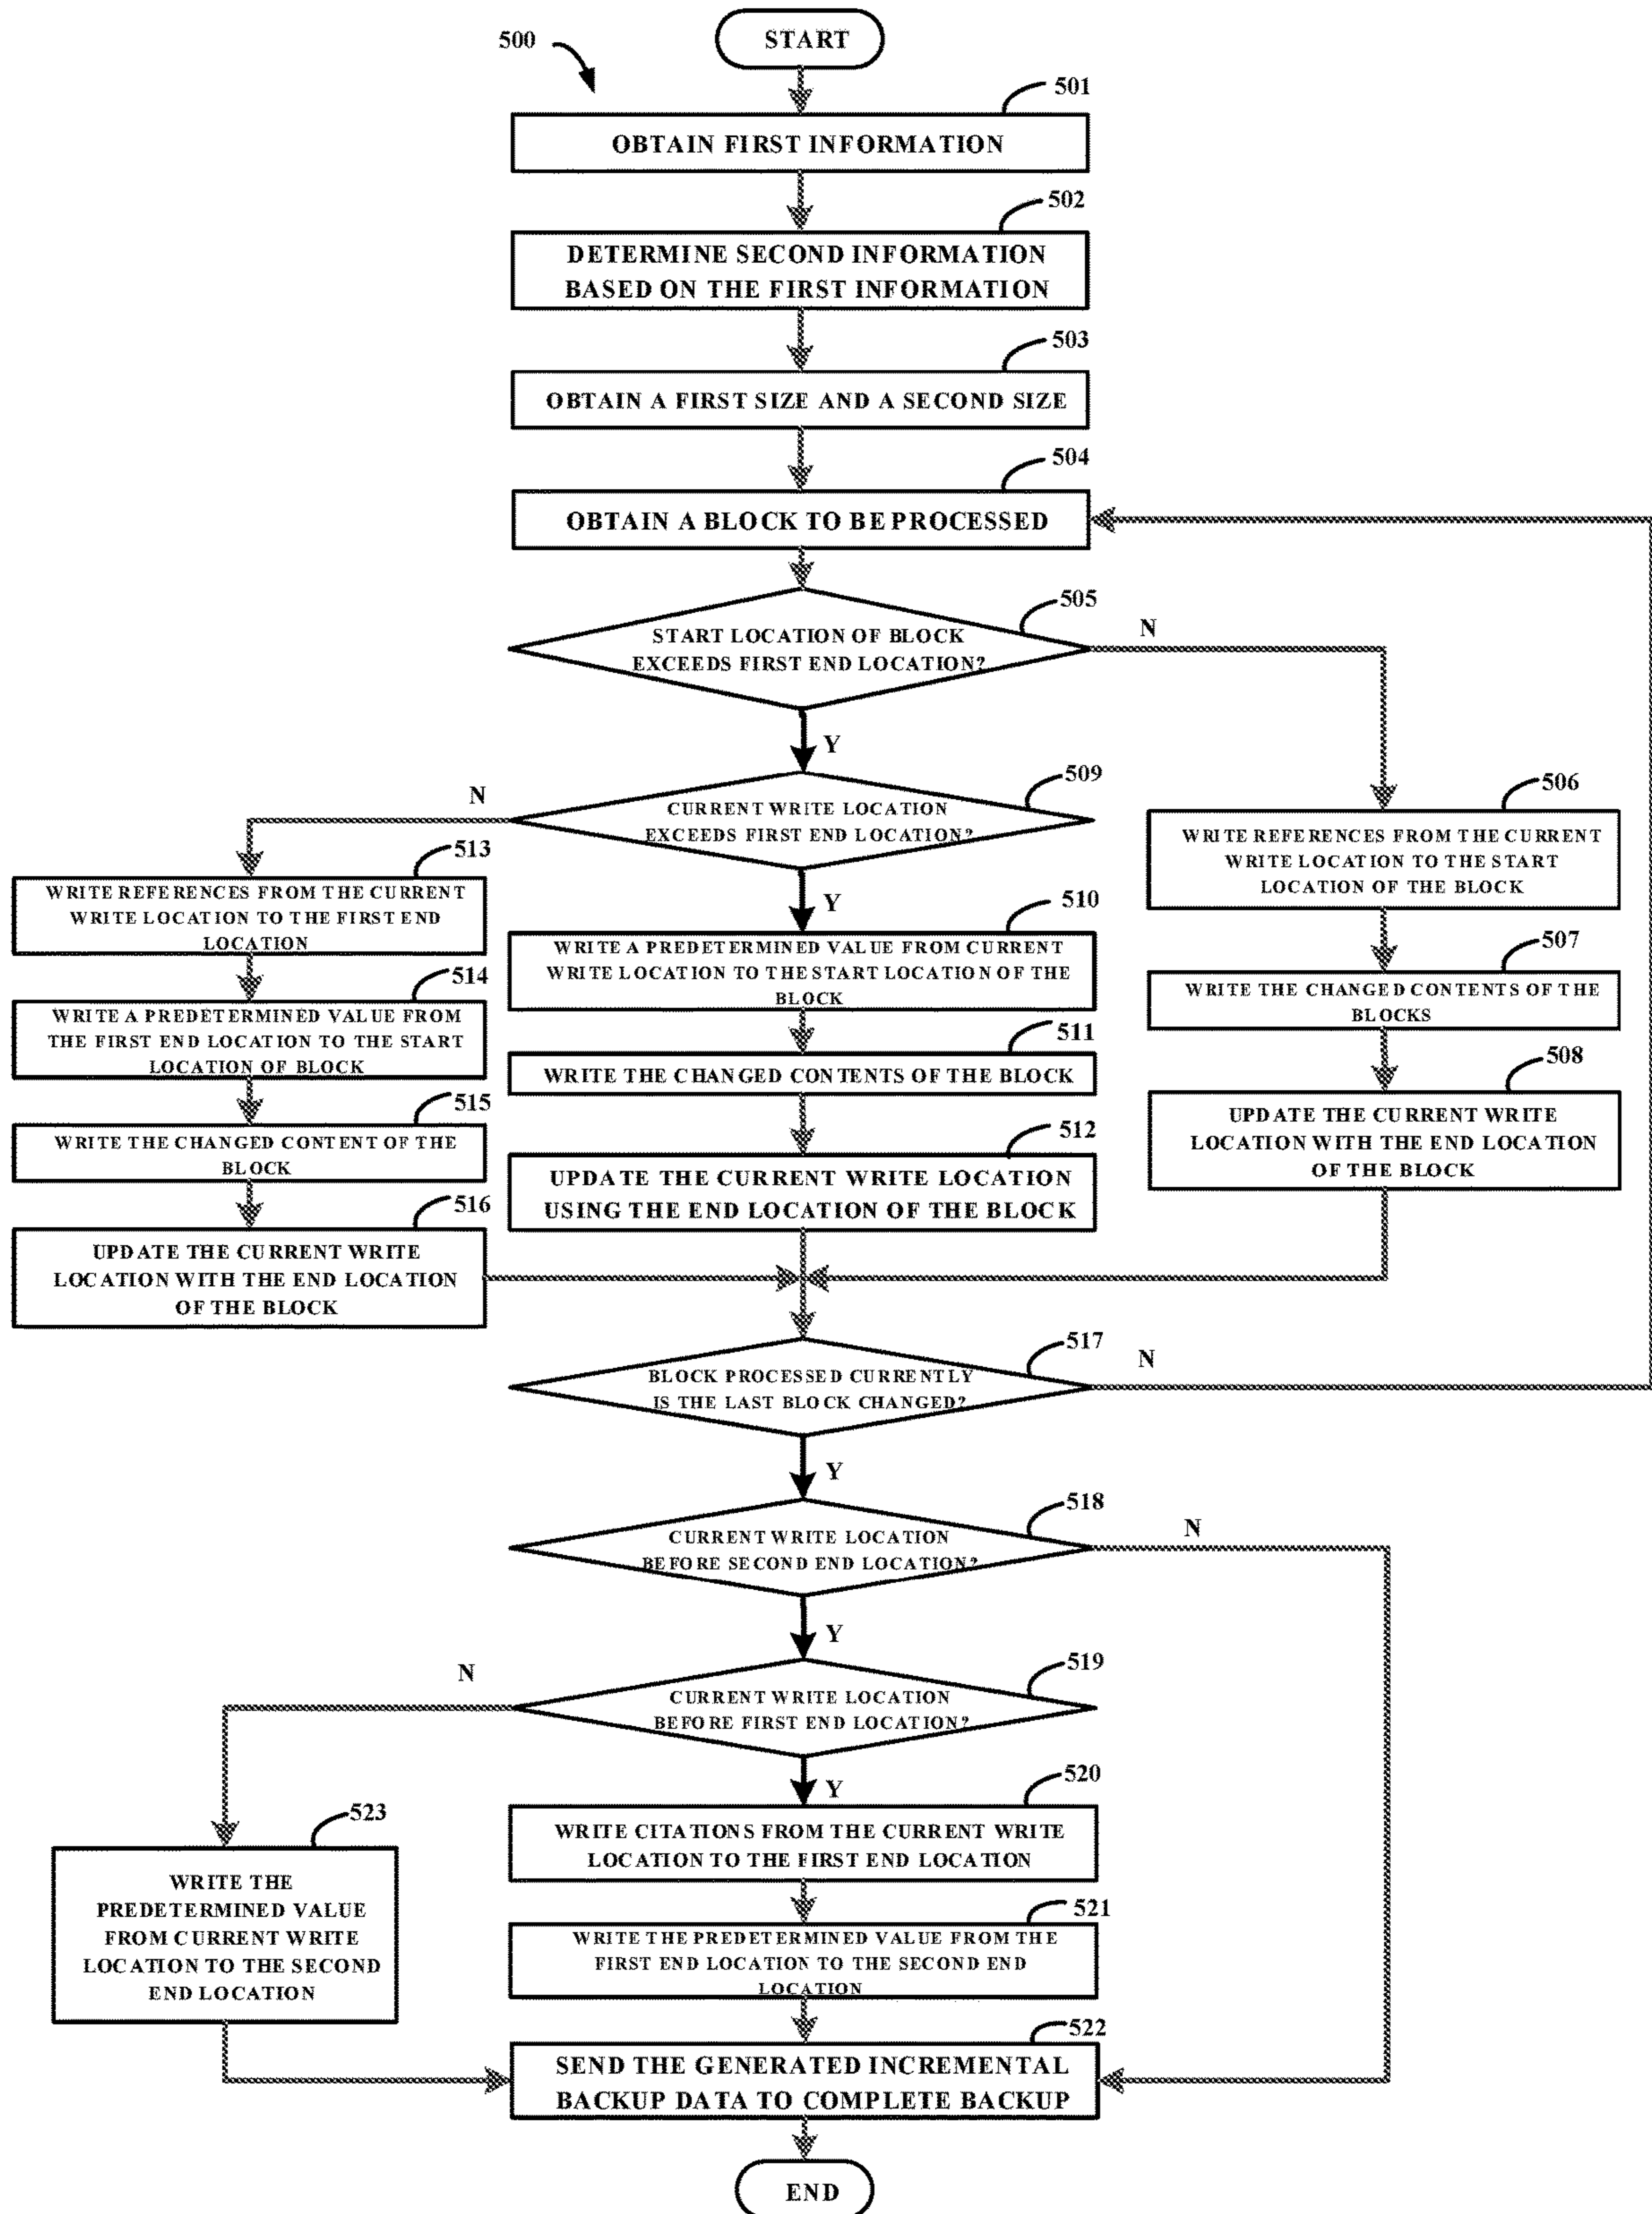 START
500
501
OBTAIN FIRST INFORMATION
502
DETERMINE SECOND INFORMATION
BASED ON THE FIRST INFORMATION
503
OBTAIN A FIRST SIZE AND A SECOND SIZE
504
OBTAIN A BLOCK TO BE PROCESSED
505
START LOCATION OF BLOCK
EXCEEDS FIRST END LOCATION?
N
Y
509
CURRENT WRITE LOCATION
EXCEEDS FIRST END LOCATION?
N
Y
506
WRITE REFERENCES FROM THE CURRENT
WRITE LOCATION TO THE START
LOCATION OF THE BLOCK
507
WRITE THE CHANGED CONTENTS OF THE
BLOCKS
508
UPDATE THE CURRENT WRITE
LOCATION WITH THE END LOCATION
OF THE BLOCK
513
WRITE REFERENCES FROM THE CURRENT
WRITE LOCATION TO THE FIRST END
LOCATION
514
WRITE A PREDETERMINED VALUE FROM
THE FIRST END LOCATION TO THE START
LOCATION OF BLOCK
515
WRITE THE CHANGED CONTENT OF THE
BLOCK
516
UPDATE THE CURRENT WRITE
LOCATION WITH THE END LOCATION
OF THE BLOCK
510
WRITE A PREDETERMINED VALUE FROM CURRENT
WRITE LOCATION TO THE START LOCATION OF THE
BLOCK
511
WRITE THE CHANGED CONTENTS OF THE BLOCK
512
UPDATE THE CURRENT WRITE LOCATION
USING THE END LOCATION OF THE BLOCK
517
BLOCK PROCESSED CURRENTLY
IS THE LAST BLOCK CHANGED?
N
Y
518
CURRENT WRITE LOCATION
BEFORE SECOND END LOCATION?
N
Y
519
CURRENT WRITE LOCATION
BEFORE FIRST END LOCATION?
N
Y
520
WRITE CITATIONS FROM THE CURRENT WRITE
LOCATION TO THE FIRST END LOCATION
521
WRITE THE PREDETERMINED VALUE FROM THE
FIRST END LOCATION TO THE SECOND END
LOCATION
523
WRITE THE
PREDETERMINED VALUE
FROM CURRENT WRITE
LOCATION TO THE SECOND
END LOCATION
522
SEND THE GENERATED INCREMENTAL
BACKUP DATA TO COMPLETE BACKUP
END